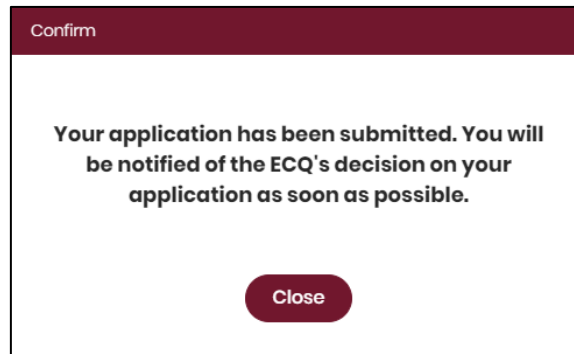 Confirm
Your application has been submitted. You will
be notified of the ECQ's decision on your
application as soon as possible.
Close